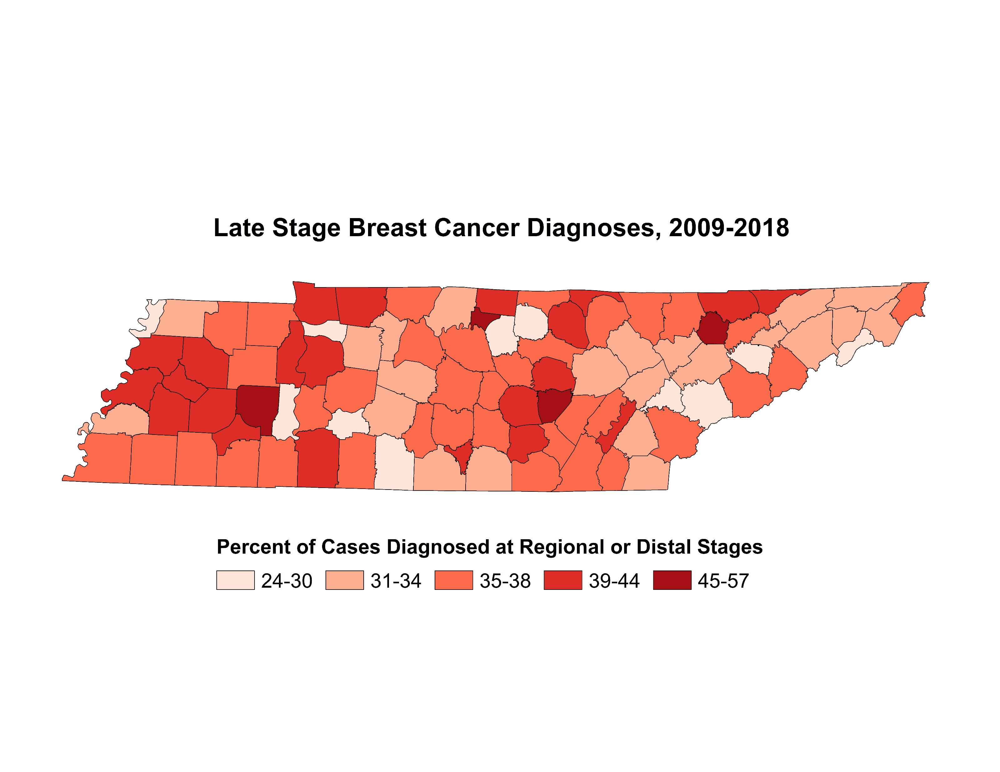 Late Stage Breast Cancer Diagnoses, 2009-2018
Percent of Cases Diagnosed at Regional or Distal Stages
24-30 31-34 35-38 39-44 45-57